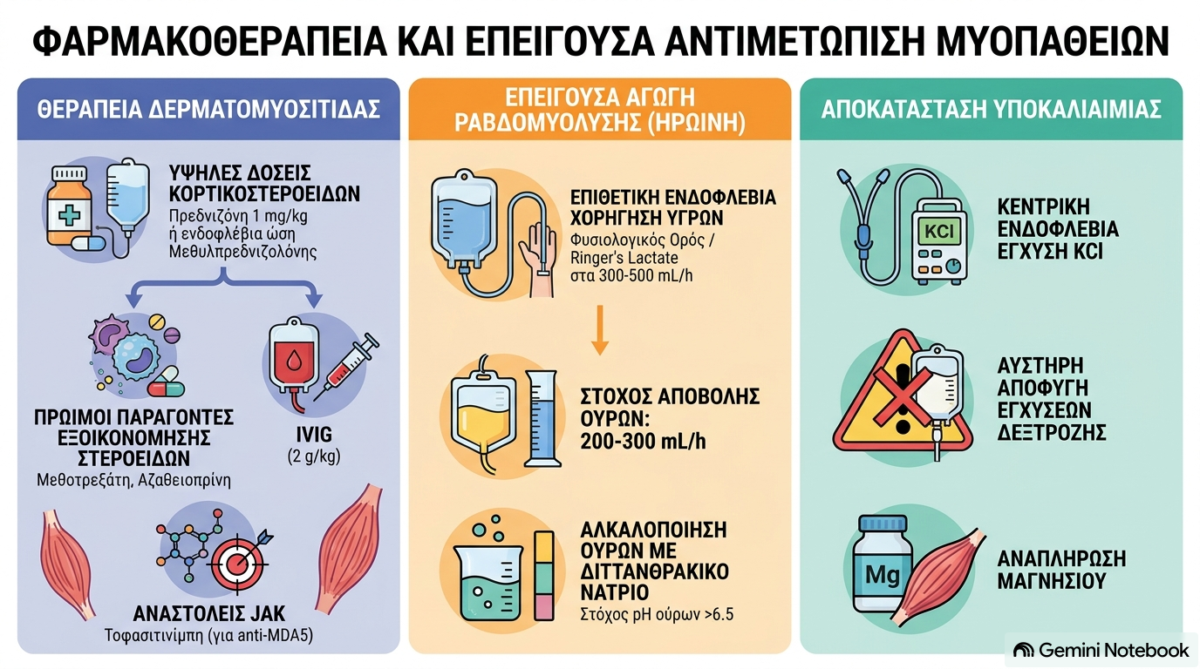 ΦΑΡΜΑΚΟΘΕΡΑΠΕΙΑ ΚΑΙ ΕΠΕΙΓΟΥΣΑ ΑΝΤΙΜΕΤΩΠΙΣΗ ΜΥΟΠΑΘΕΙΩΝ
ΘΕΡΑΠΕΙΑ ΔΕΡΜΑΤΟΜΥΟΣΙΤΙΔΑΣ
ΥΨΗΛΕΣ ΔΟΣΕΙΣ
ΚΟΡΤΙΚΟΣΤΕΡΟΕΙΔΩΝ
Πρεδνιζόνη 1 mg/kg
ή ενδοφλέβια ώση
Μεθυλπρεδνιζολόνης
ΠΡΩΙΜΟΙ ΠΑΡΑΓΟΝΤΕΣ
ΕΞΟΙΚΟΝΟΜΗΣΗΣ
ΣΤΕΡΟΕΙΔΩΝ
Μεθοτρεξάτη, Αζαθειοπρίνη
IVIG
(2 g/kg)
ΑΝΑΣΤΟΛΕΙΣ JAK
Τοφασιτινίμπη (για anti-MDA5)
ΕΠΕΙΓΟΥΣΑ ΑΓΩΓΗ
ΡΑΒΔΟΜΥΟΛΥΣΗΣ (ΗΡΩΙΝΗ)
ΕΠΙΘΕΤΙΚΗ ΕΝΔΟΦΛΕΒΙΑ
ΧΟΡΗΓΗΣΗ ΥΓΡΩΝ
Φυσιολογικός Ορός /
Ringer's Lactate
στα 300-500 mL/h
ΣΤΟΧΟΣ ΑΠΟΒΟΛΗΣ
ΟΥΡΩΝ:
200-300 mL/h
ΑΛΚΑΛΟΠΟΙΗΣΗ
ΟΥΡΩΝ ΜΕ
ΔΙΤΤΑΝΘΡΑΚΙΚΟ
ΝΑΤΡΙΟ
Στόχος pH ούρων >6.5
ΑΠΟΚΑΤΑΣΤΑΣΗ ΥΠΟΚΑΛΙΑΙΜΙΑΣ
KCl
ΚΕΝΤΡΙΚΗ
ΕΝΔΟΦΛΕΒΙΑ
ΕΓΧΥΣΗ KCl
ΑΥΣΤΗΡΗ
ΑΠΟΦΥΓΗ
ΕΓΧΥΣΕΩΝ
ΔΕΞΤΡΟΖΗΣ
Mg
ΑΝΑΠΛΗΡΩΣΗ
ΜΑΓΝΗΣΙΟΥ
Gemini Notebook